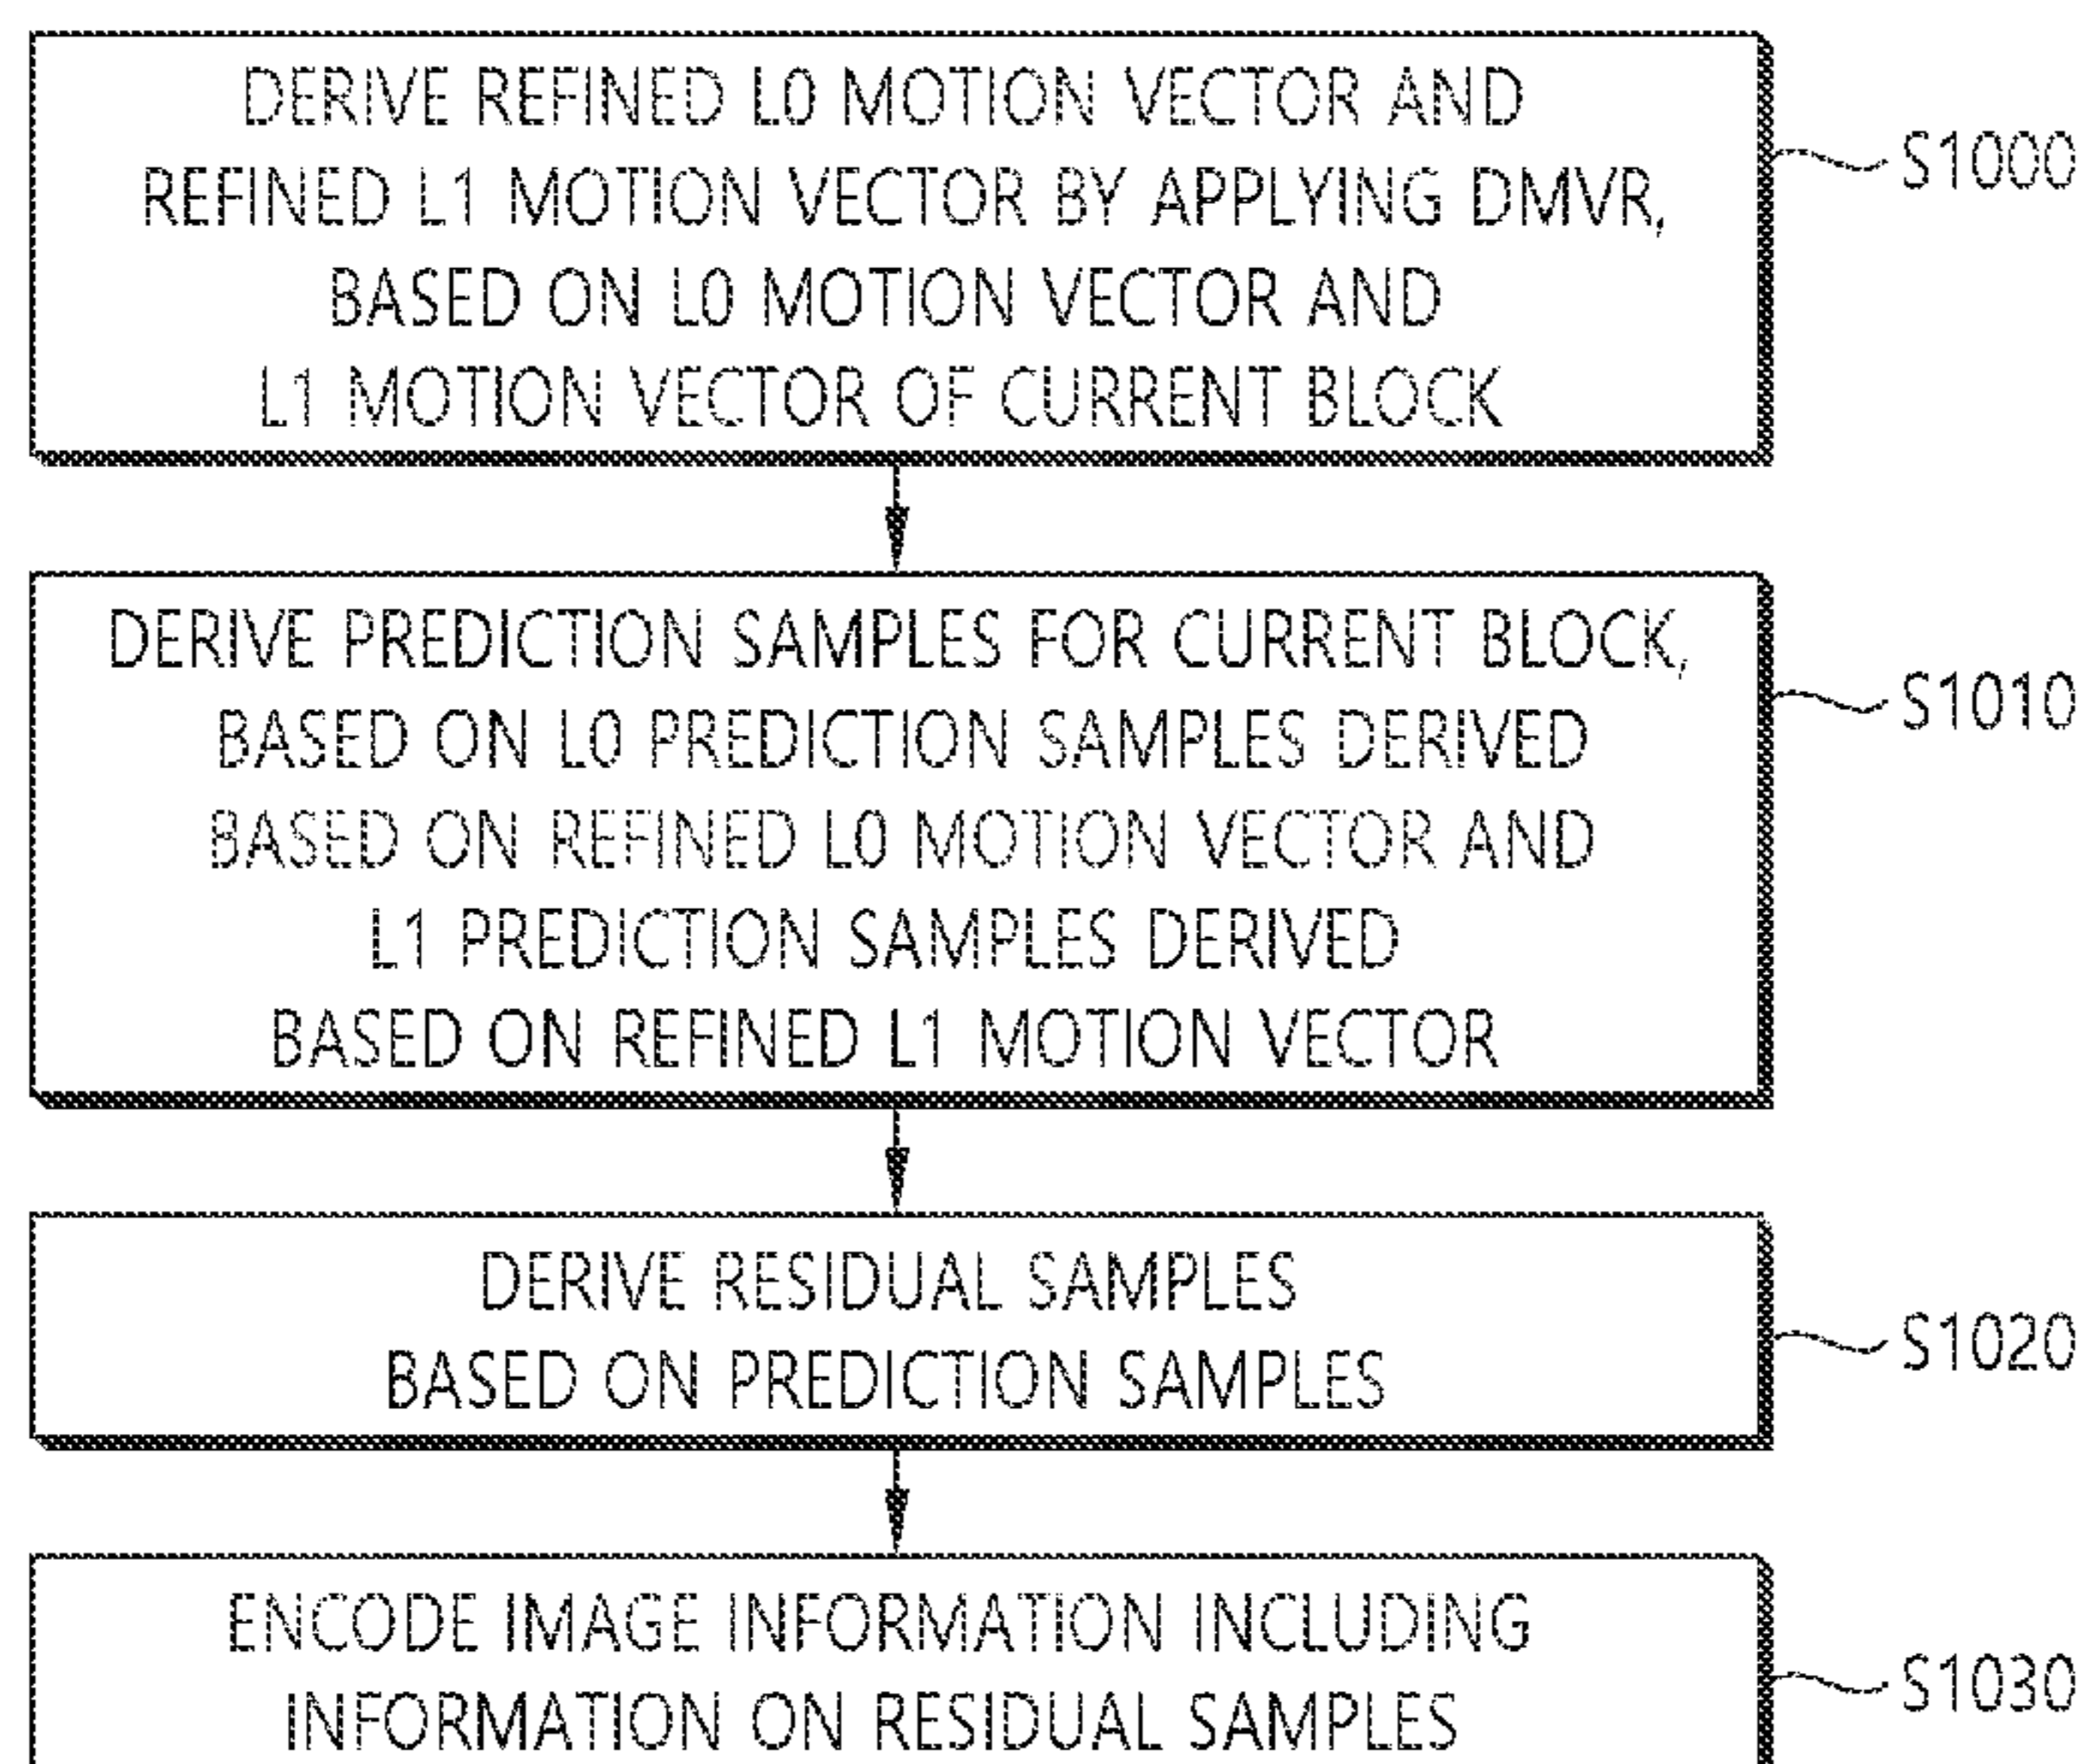 DERIVE REFINED L0 MOTION VECTOR AND
REFINED L1 MOTION VECTOR BY APPLYING DMVR,
BASED ON L0 MOTION VECTOR AND
L1 MOTION VECTOR OF CURRENT BLOCK
S1000
DERIVE PREDICTION SAMPLES FOR CURRENT BLOCK,
BASED ON L0 PREDICTION SAMPLES DERIVED
BASED ON REFINED L0 MOTION VECTOR AND
L1 PREDICTION SAMPLES DERIVED
BASED ON REFINED L1 MOTION VECTOR
S1010
DERIVE RESIDUAL SAMPLES
BASED ON PREDICTION SAMPLES
S1020
ENCODE IMAGE INFORMATION INCLUDING
INFORMATION ON RESIDUAL SAMPLES
S1030